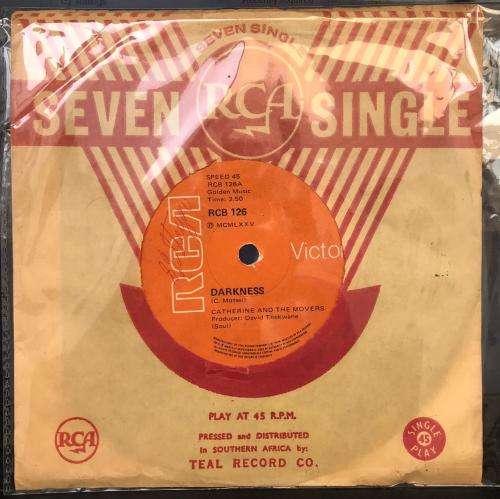 SEVEN SINGL
SEVEN RCA SINGLE
SPEED 45
RCB 126A
Golden Music
Time: 2.50
RCB 126
℗ MCMLXXV
RCA
Victo
DARKNESS
CATHERINE AND THE MOVERS
Producer: David Thekwane
(Soul)
PLAY AT 45 R.P.M.
RCA
PRESSED and DISTRIBUTED
in SOUTHERN AFRICA by:
TEAL RECORD CO.
SINGLE
45
PLAY